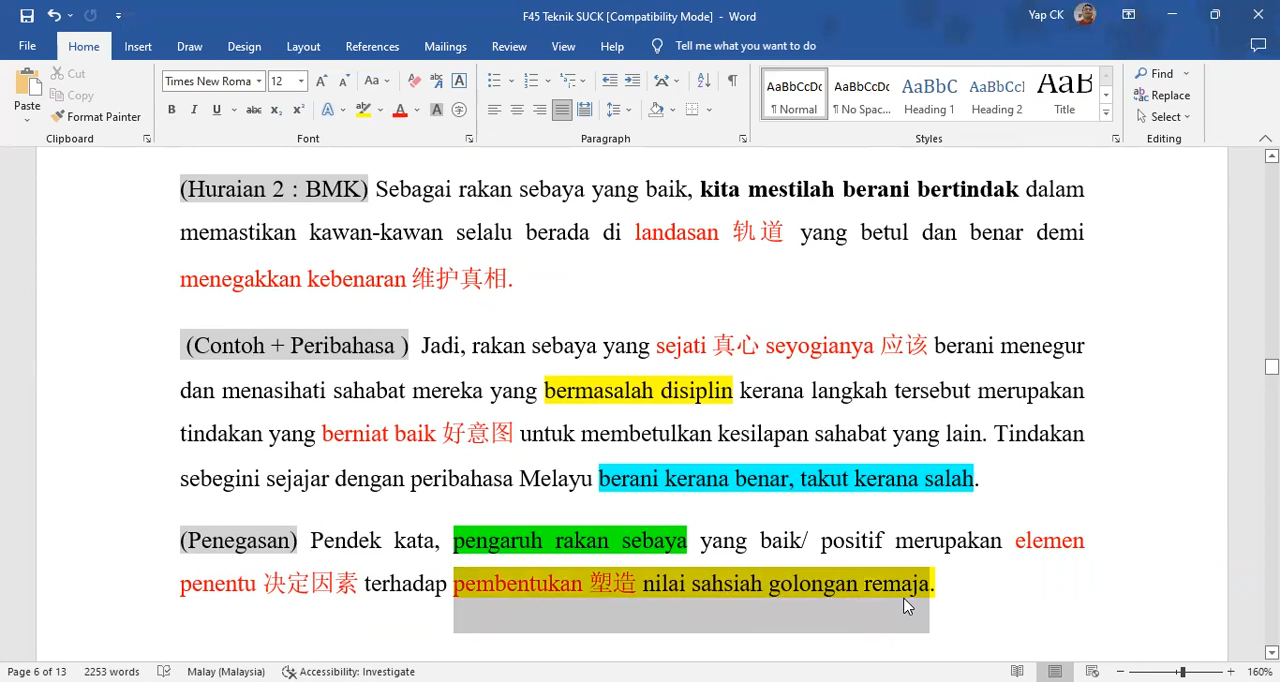 F45 Teknik SUCK [Compatibility Mode] - Word
Yap CK
File Home Insert Draw Design Layout References Mailings Review View Help Tell me what you want to do
Paste
Cut
Copy
Format Painter
Clipboard
Times New Roma 12
Font
Paragraph
AaBbCcDc AaBbCcDc AaBbC AaBbCcI AaB
¶ Normal ¶ No Spac... Heading 1 Heading 2 Title
Styles
Find
Replace
Select
Editing
(Huraian 2 : BMK) Sebagai rakan sebaya yang baik, kita mestilah berani bertindak dalam
memastikan kawan-kawan selalu berada di landasan 轨道 yang betul dan benar demi
menegakkan kebenaran 维护真相.
(Contoh + Peribahasa ) Jadi, rakan sebaya yang sejati 真心 seyogianya 应该 berani menegur
dan menasihati sahabat mereka yang bermasalah disiplin kerana langkah tersebut merupakan
tindakan yang berniat baik 好意图 untuk membetulkan kesilapan sahabat yang lain. Tindakan
sebegini sejajar dengan peribahasa Melayu berani kerana benar, takut kerana salah.
(Penegasan) Pendek kata, pengaruh rakan sebaya yang baik/ positif merupakan elemen
penentu 决定因素 terhadap pembentukan 塑造 nilai sahsiah golongan remaja.
Page 6 of 13 2253 words Malay (Malaysia) Accessibility: Investigate 160%